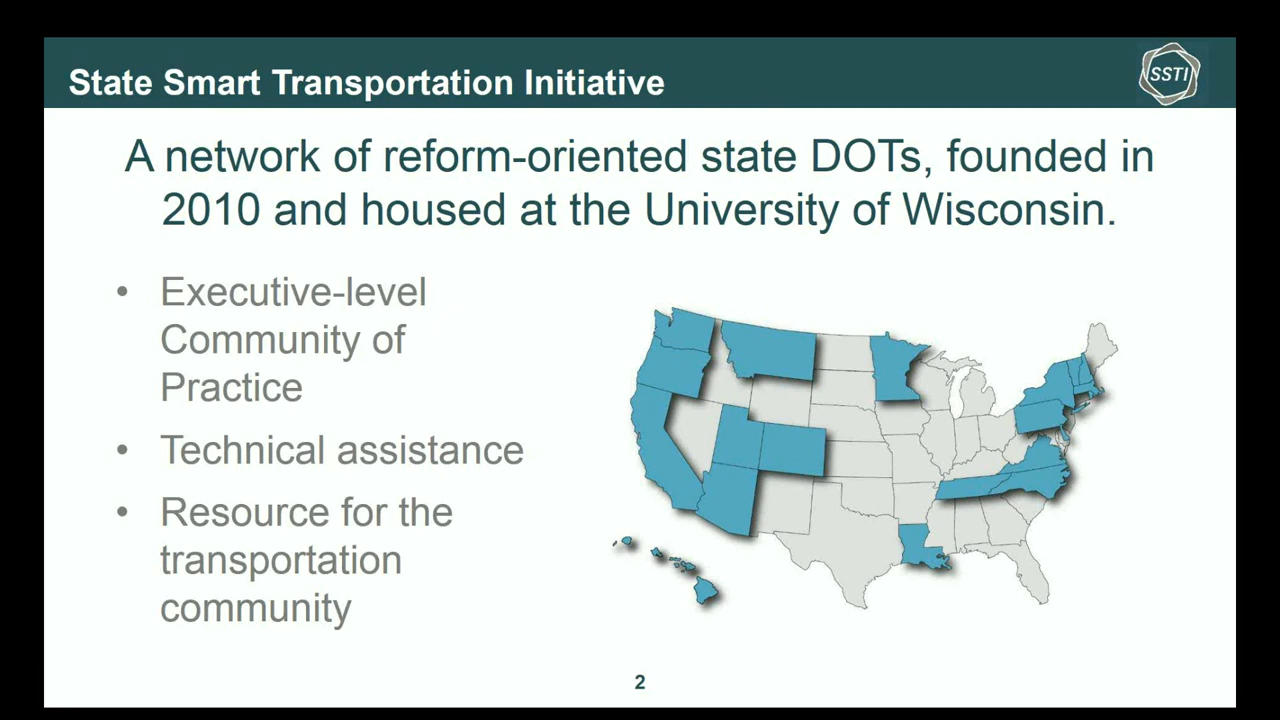 State Smart Transportation Initiative
SSTI
A network of reform-oriented state DOTs, founded in
2010 and housed at the University of Wisconsin.
• Executive-level
Community of
Practice
• Technical assistance
• Resource for the
transportation
community
2